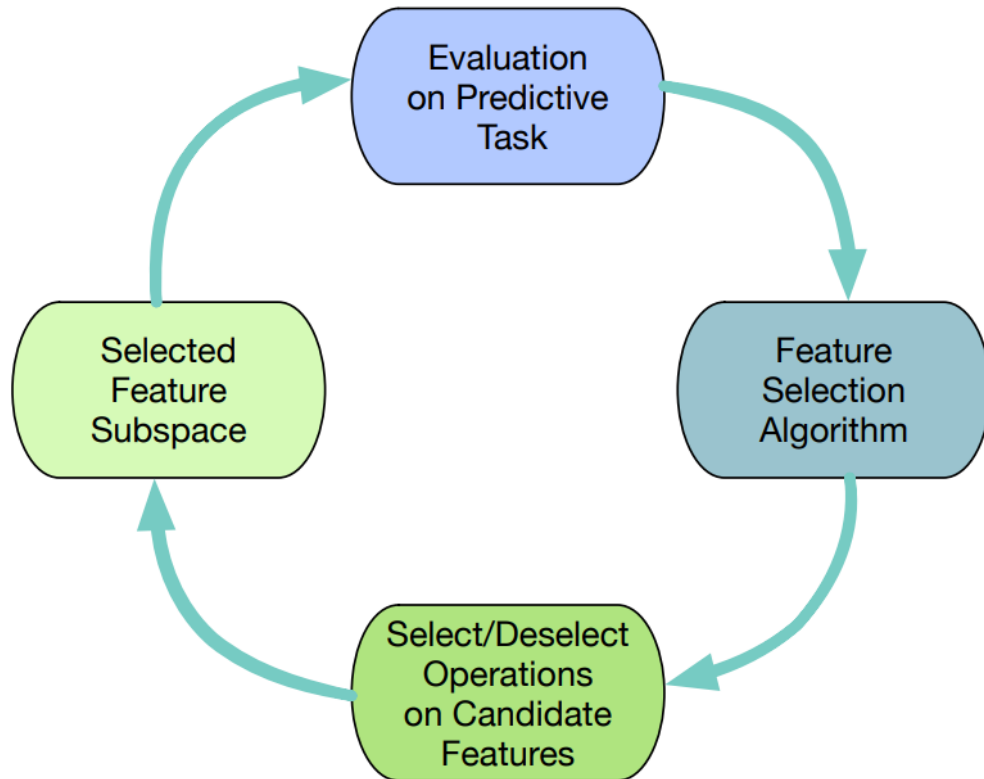 Evaluation
on Predictive
Task
Selected
Feature
Subspace
Feature
Selection
Algorithm
Select/Deselect
Operations
on Candidate
Features